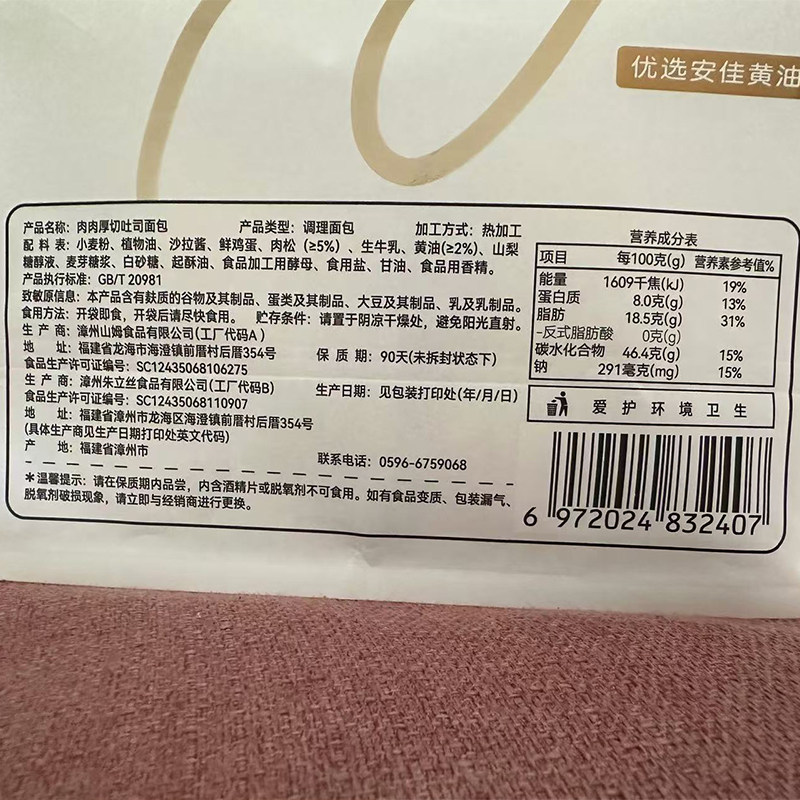 优选安佳黄油
产品名称：肉肉厚切吐司面包 产品类型：调理面包 加工方式：热加工
配 料 表：小麦粉、植物油、沙拉酱、鲜鸡蛋、肉松（≥5%）、生牛乳、黄油(≥2%)、山梨
糖醇液、麦芽糖浆、白砂糖、起酥油、食品加工用酵母、食用盐、甘油、食品用香精。
产品执行标准：GB/T 20981
致敏原信息：本产品含有麸质的谷物及其制品、蛋类及其制品、大豆及其制品、乳及乳制品。
食用方法：开袋即食，开袋后请尽快食用。 贮存条件：请置于阴凉干燥处，避免阳光直射。
生 产 商：漳州山姆食品有限公司(工厂代码A）
地 址：福建省龙海市海澄镇前厝村后厝354号 保 质 期：90天(未拆封状态下)
食品生产许可证编号：SC12435068106275
生 产 商：漳州朱立丝食品有限公司(工厂代码B) 生产日期：见包装打印处(年/月/日)
食品生产许可证编号：SC12435068110907
地 址：福建省漳州市龙海区海澄镇前厝村后厝354号
(具体生产商见生产日期打印处英文代码)
产 地：福建省漳州市 联系电话：0596-6759068
＊温馨提示：请在保质期内品尝，内含酒精片或脱氧剂不可食用。如有食品变质、包装漏气、
脱氧剂破损现象，请立即与经销商进行更换。
营养成分表
项目 每100克(g) 营养素参考值%
能量 1609千焦(kJ) 19%
蛋白质 8.0克(g) 13%
脂肪 18.5克(g) 31%
-反式脂肪酸 0克(g)
碳水化合物 46.4克(g) 15%
钠 291毫克(mg) 15%
爱护环境卫生
6 972024 832407